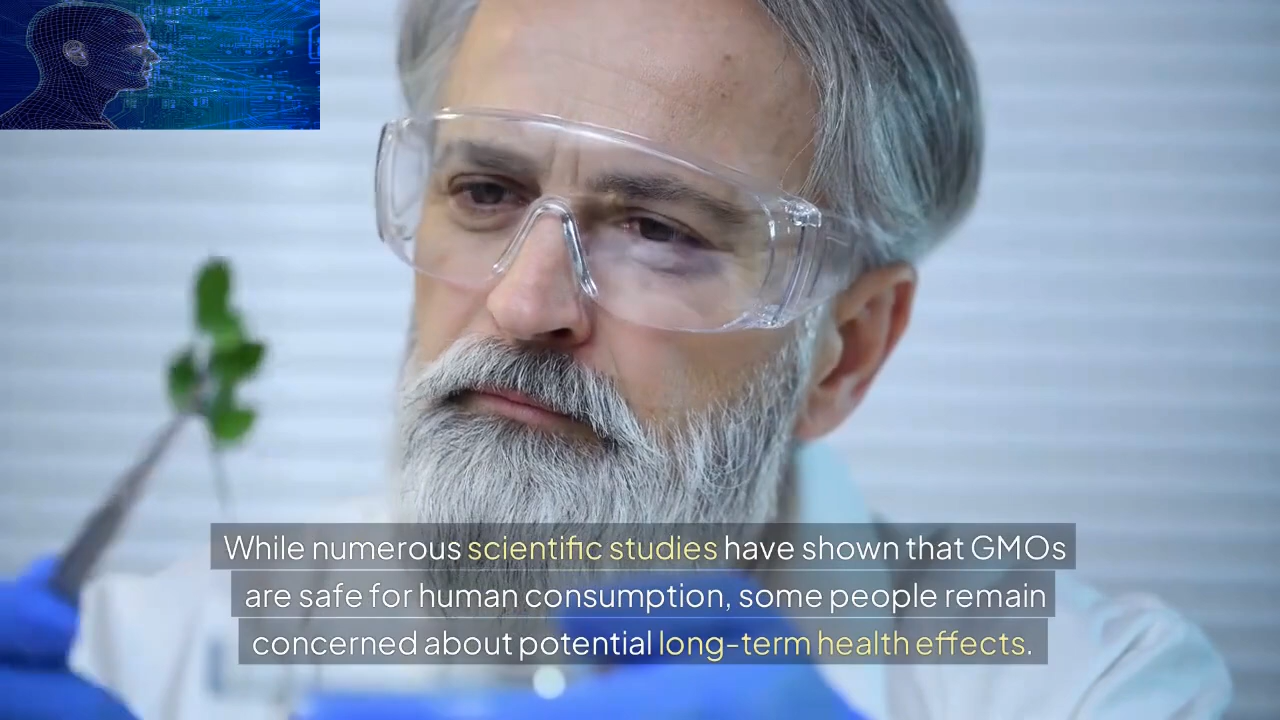 While numerous scientific studies have shown that GMOs
are safe for human consumption, some people remain
concerned about potential long-term health effects.